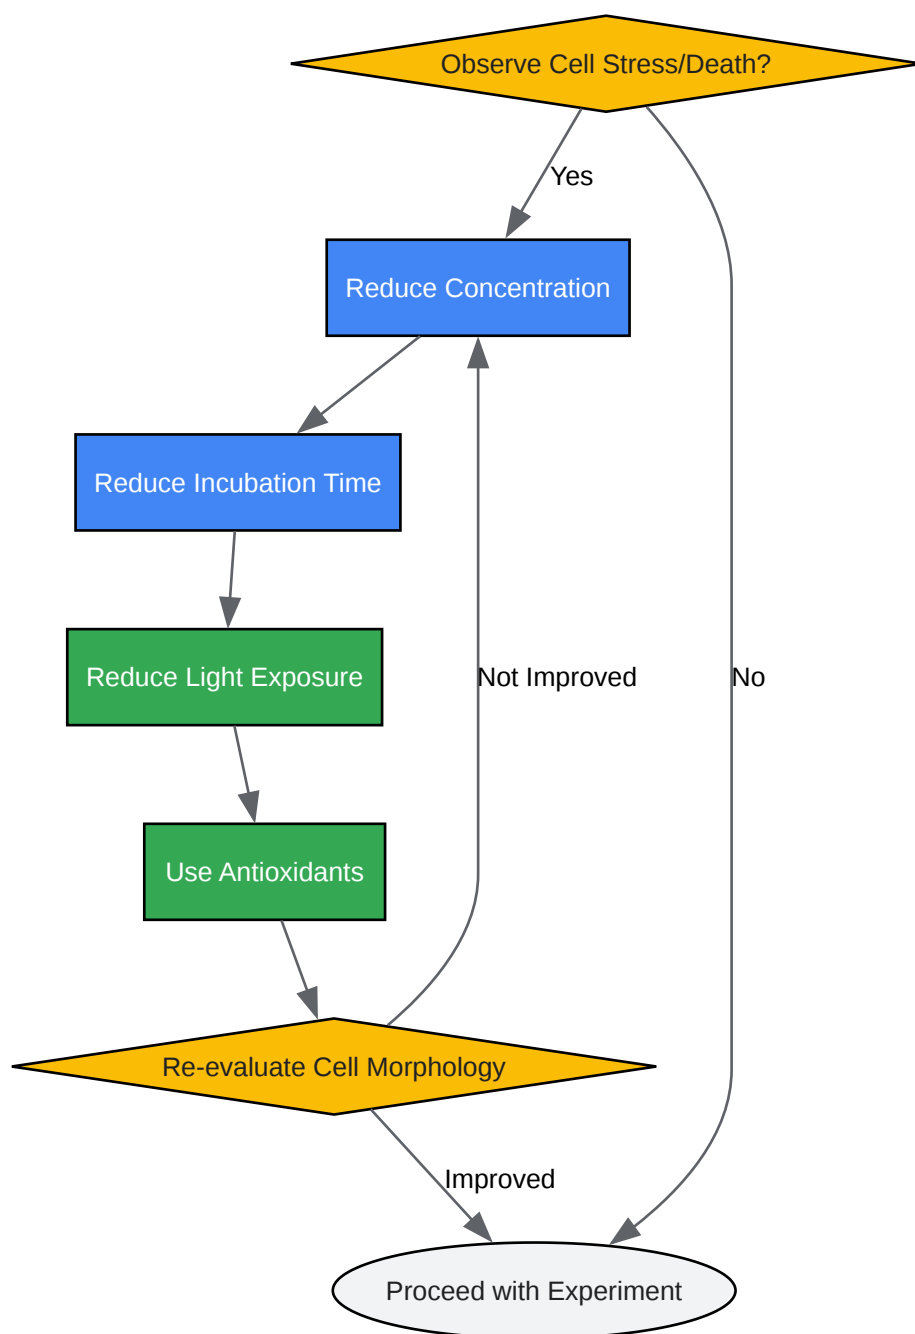 Observe Cell Stress/Death?
Yes
Reduce Concentration
Reduce Incubation Time
Reduce Light Exposure
Not Improved
No
Use Antioxidants
Re-evaluate Cell Morphology
Improved
Proceed with Experiment